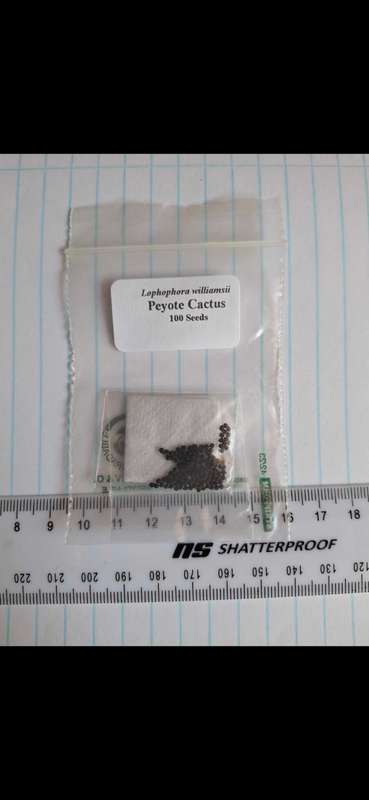 Lophophora williamsii
Peyote Cactus
100 Seeds
8 9 10 11 12 13 14 15 16 17 18
ns SHATTERPROOF
220 210 200 190 180 170 160 150 140 130 120